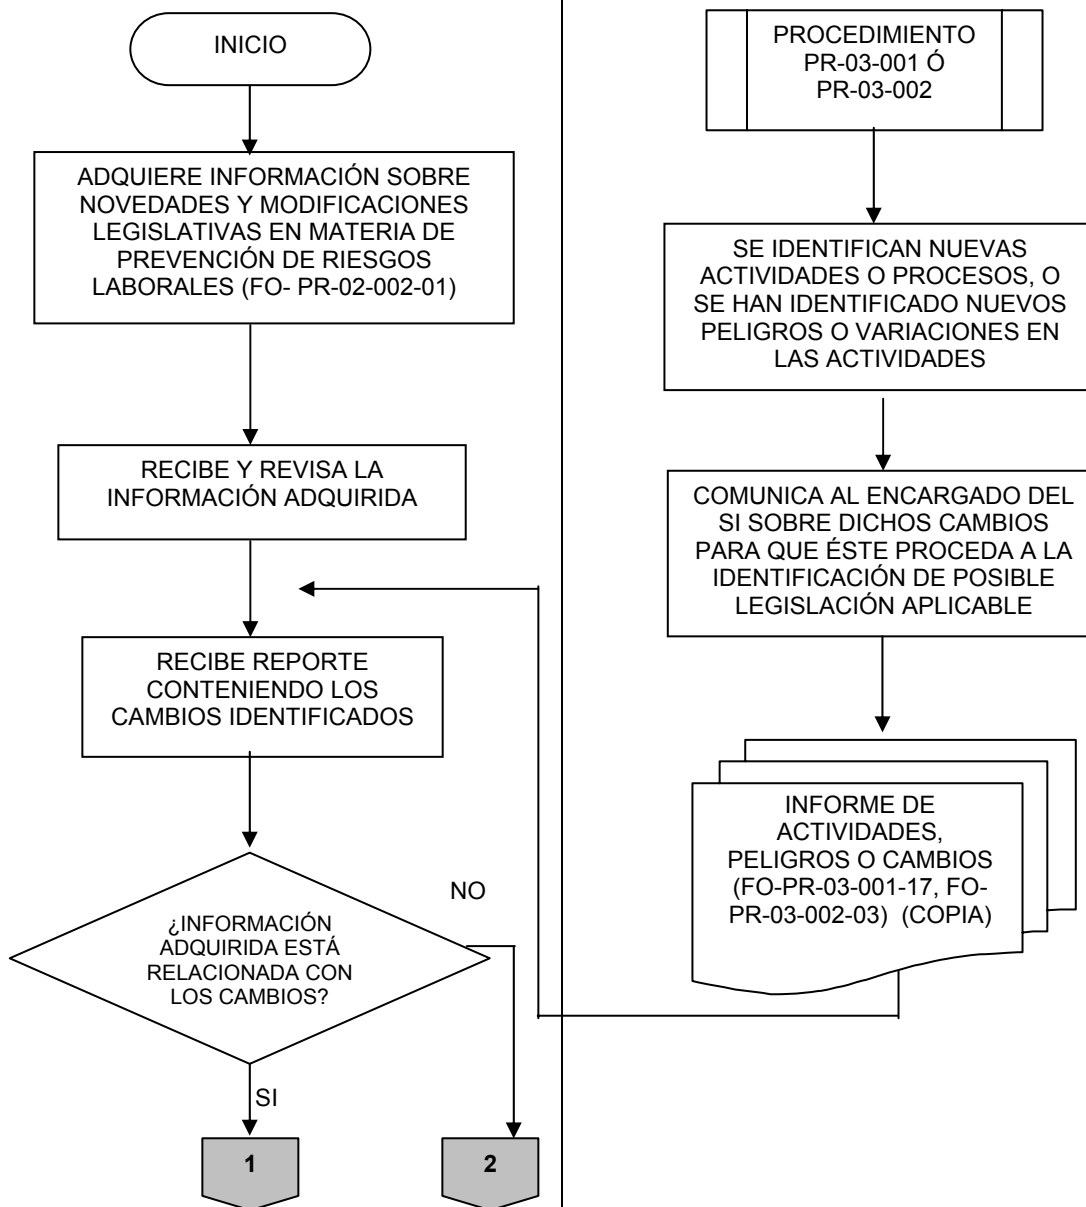 INICIO
ADQUIERE INFORMACIÓN SOBRE
NOVEDADES Y MODIFICACIONES
LEGISLATIVAS EN MATERIA DE
PREVENCIÓN DE RIESGOS
LABORALES (FO- PR-02-002-01)
RECIBE Y REVISA LA
INFORMACIÓN ADQUIRIDA
RECIBE REPORTE
CONTENIENDO LOS
CAMBIOS IDENTIFICADOS
¿INFORMACIÓN
ADQUIRIDA ESTÁ
RELACIONADA CON
LOS CAMBIOS?
NO
SI
1
2
PROCEDIMIENTO
PR-03-001 Ó
PR-03-002
SE IDENTIFICAN NUEVAS
ACTIVIDADES O PROCESOS, O
SE HAN IDENTIFICADO NUEVOS
PELIGROS O VARIACIONES EN
LAS ACTIVIDADES
COMUNICA AL ENCARGADO DEL
SI SOBRE DICHOS CAMBIOS
PARA QUE ÉSTE PROCEDA A LA
IDENTIFICACIÓN DE POSIBLE
LEGISLACIÓN APLICABLE
INFORME DE
ACTIVIDADES,
PELIGROS O CAMBIOS
(FO-PR-03-001-17, FO-
PR-03-002-03) (COPIA)